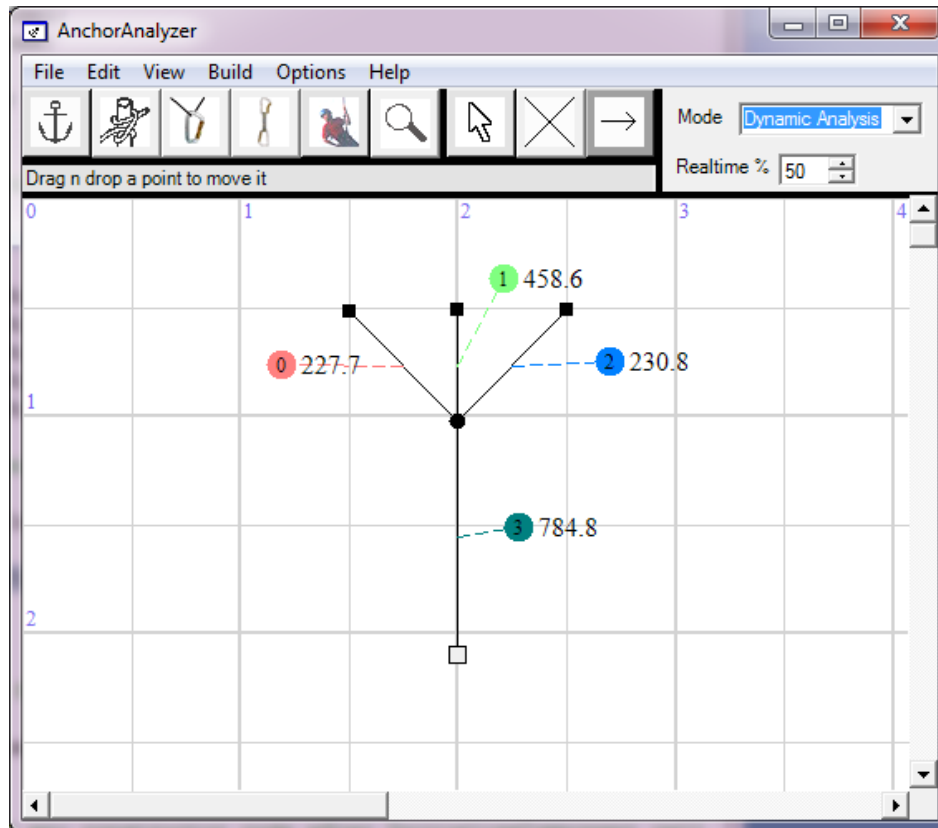 AnchorAnalyzer
File Edit View Build Options Help
Mode Dynamic Analysis
Realtime % 50
Drag n drop a point to move it
0 1 2 3 4
1 458.6
0 227.7
2 230.8
1
3 784.8
2